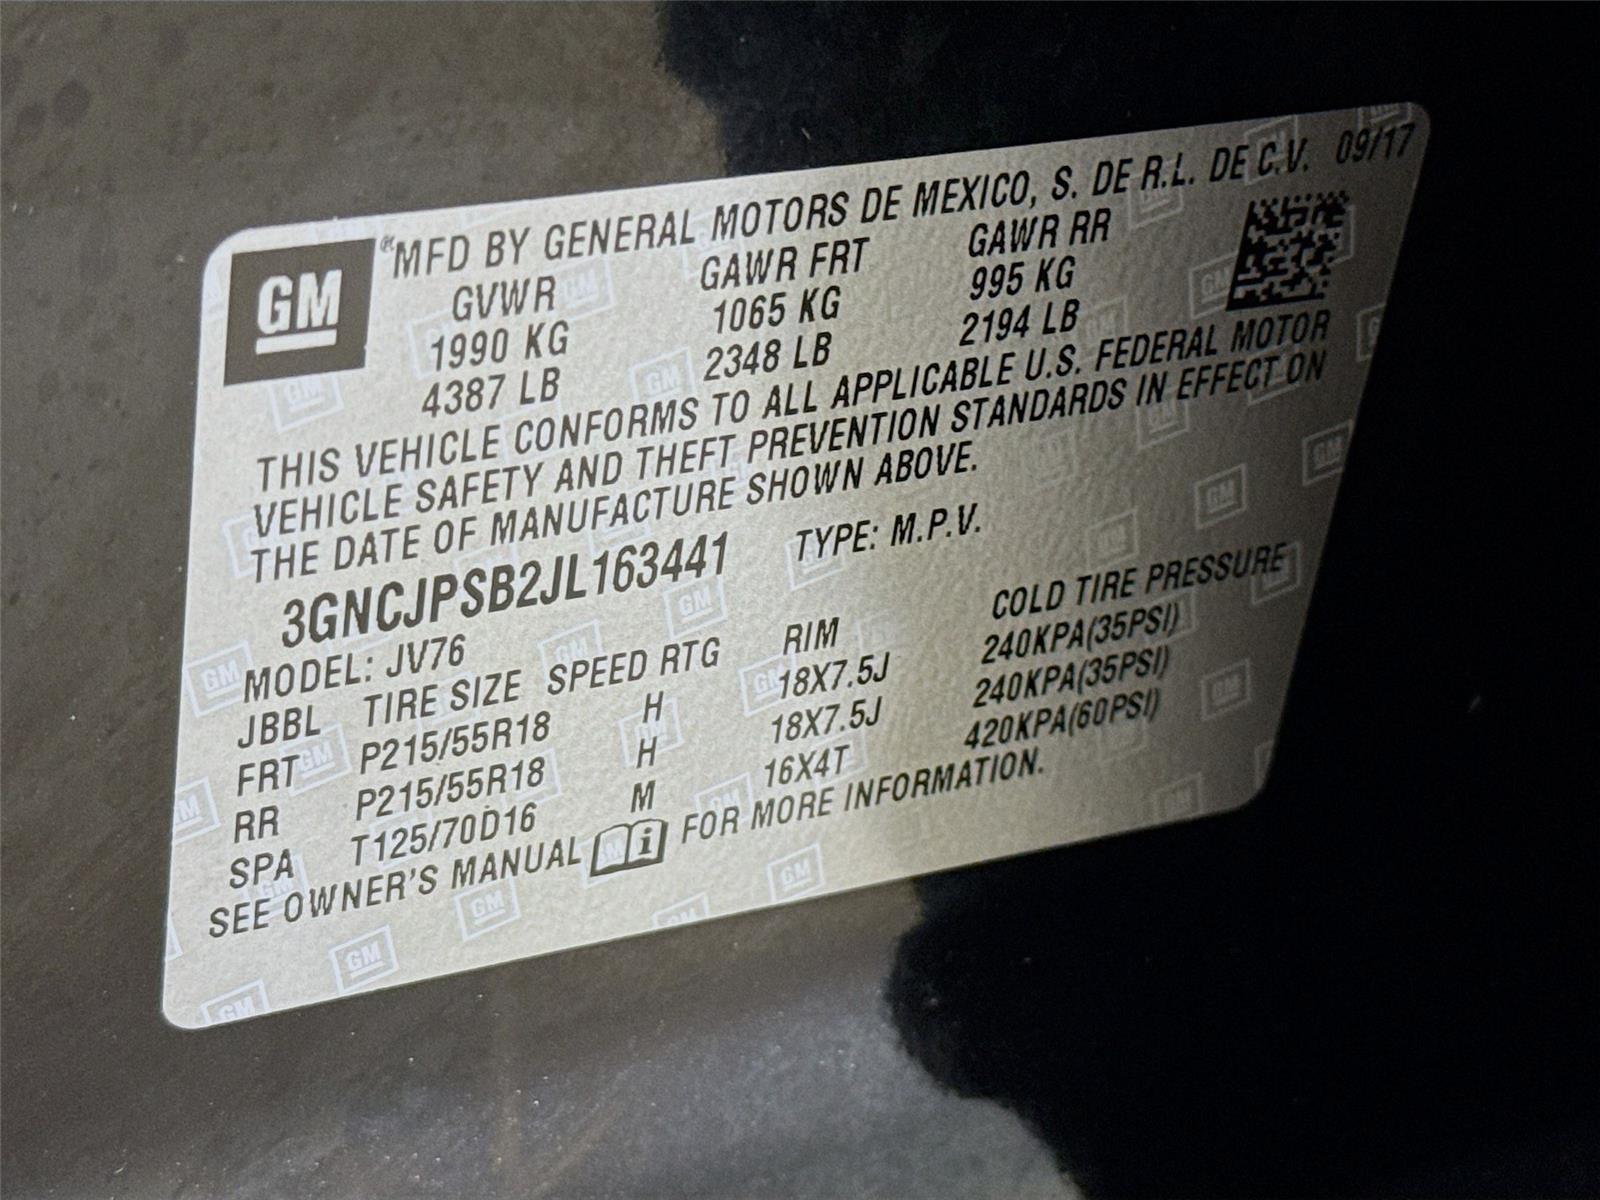 GM
MFD BY GENERAL MOTORS DE MEXICO, S. DE R.L. DE C.V. 09/17
GVWR GAWR FRT GAWR RR
1990 KG 1065 KG 995 KG
4387 LB 2348 LB 2194 LB
THIS VEHICLE CONFORMS TO ALL APPLICABLE U.S. FEDERAL MOTOR
VEHICLE SAFETY AND THEFT PREVENTION STANDARDS IN EFFECT ON
THE DATE OF MANUFACTURE SHOWN ABOVE.
3GNCJPSB2JL163441 TYPE: M.P.V.
MODEL: JV76
JBBL TIRE SIZE SPEED RTG RIM COLD TIRE PRESSURE
FRT P215/55R18 H 18X7.5J 240KPA(35PSI)
RR P215/55R18 H 18X7.5J 240KPA(35PSI)
SPA T125/70D16 M 16X4T 420KPA(60PSI)
SEE OWNER'S MANUAL i FOR MORE INFORMATION.